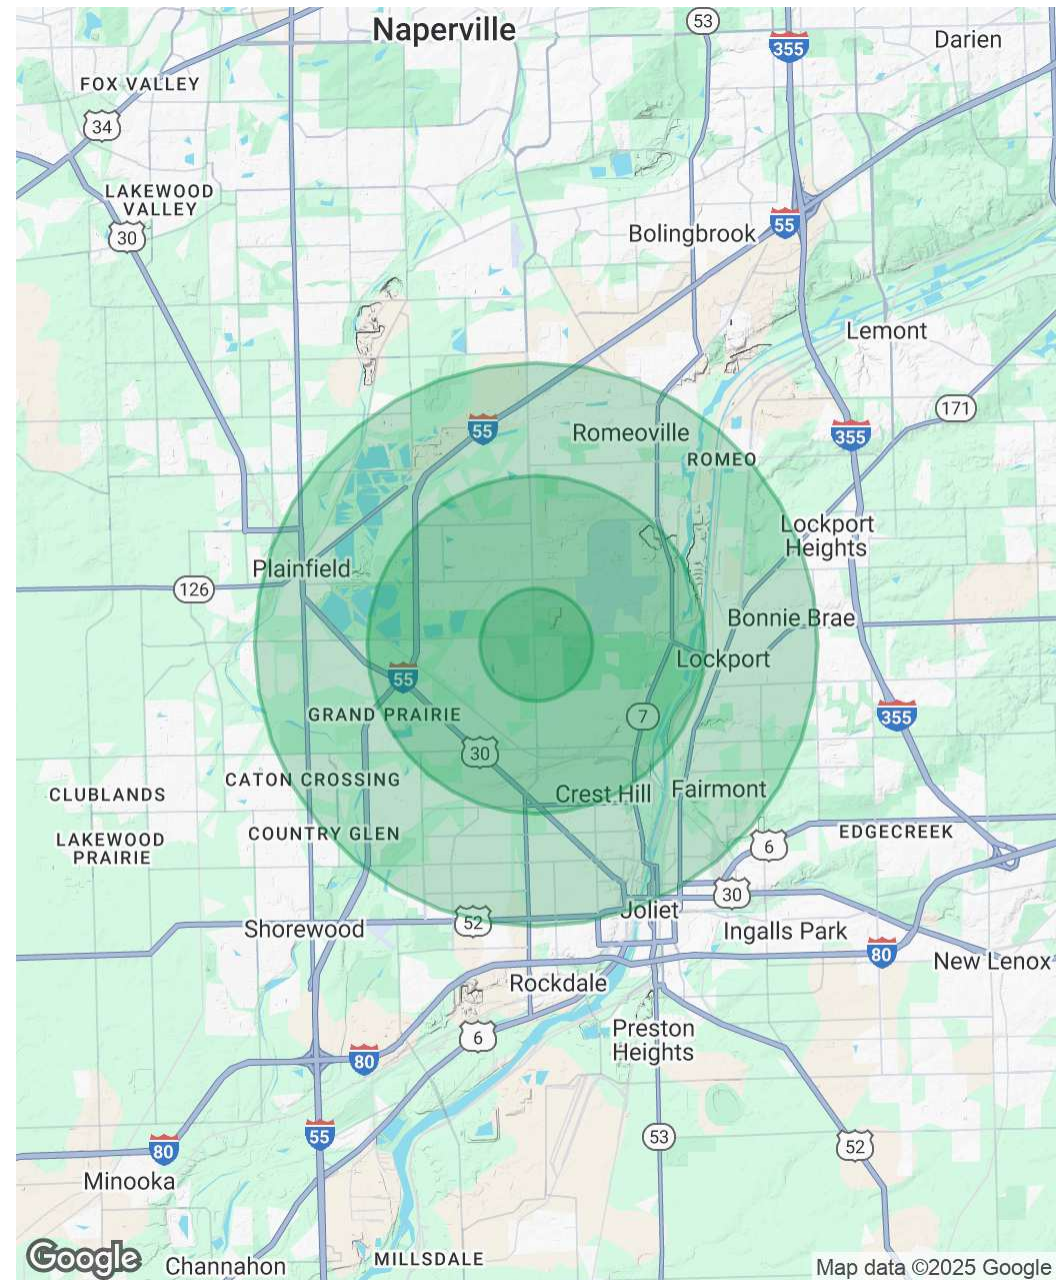 Naperville
53
355
Darien
FOX VALLEY
34
LAKEWOOD
VALLEY
30
Bolingbrook
55
Lemont
171
55
Romeoville
355
ROMEO
Lockport
Heights
Plainfield
126
Bonnie Brae
Lockport
55
GRAND PRAIRIE
7
355
30
CATON CROSSING
Crest Hill
Fairmont
CLUBLANDS
COUNTRY GLEN
EDGECREEK
LAKEWOOD
PRAIRIE
6
30
Joliet
52
Shorewood
Ingalls Park
80
New Lenox
Rockdale
6
Preston
Heights
80
55
53
52
80
Minooka
Google
Channahon
MILLSDALE
Map data ©2025 Google